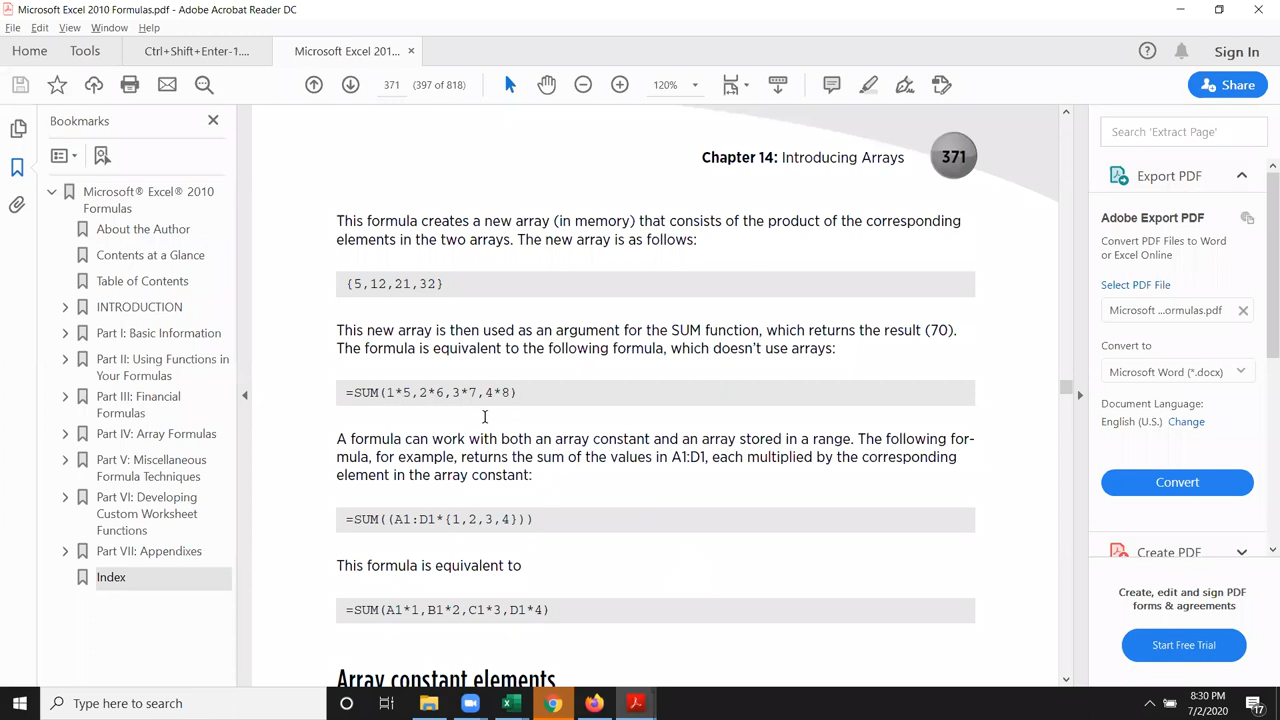 Microsoft Excel 2010 Formulas.pdf - Adobe Acrobat Reader DC
File Edit View Window Help
Home Tools Ctrl+Shift+Enter-1.... Microsoft Excel 201... × Sign In
371 (397 of 818) 120% Share
Bookmarks
Microsoft® Excel® 2010
Formulas
About the Author
Contents at a Glance
Table of Contents
INTRODUCTION
Part I: Basic Information
Part II: Using Functions in
Your Formulas
Part III: Financial
Formulas
Part IV: Array Formulas
Part V: Miscellaneous
Formula Techniques
Part VI: Developing
Custom Worksheet
Functions
Part VII: Appendixes
Index
Chapter 14: Introducing Arrays 371
This formula creates a new array (in memory) that consists of the product of the corresponding
elements in the two arrays. The new array is as follows:
{5,12,21,32}
This new array is then used as an argument for the SUM function, which returns the result (70).
The formula is equivalent to the following formula, which doesn't use arrays:
=SUM(1*5,2*6,3*7,4*8)
A formula can work with both an array constant and an array stored in a range. The following for-
mula, for example, returns the sum of the values in A1:D1, each multiplied by the corresponding
element in the array constant:
=SUM((A1:D1*{1,2,3,4}))
This formula is equivalent to
=SUM(A1*1,B1*2,C1*3,D1*4)
Array constant elements
Search 'Extract Page'
Export PDF
Adobe Export PDF
Convert PDF Files to Word
or Excel Online
Select PDF File
Microsoft ...ormulas.pdf
Convert to
Microsoft Word (*.docx)
Document Language:
English (U.S.) Change
Convert
Create PDF
Create, edit and sign PDF
forms & agreements
Start Free Trial
Type here to search
8:30 PM
7/2/2020
17